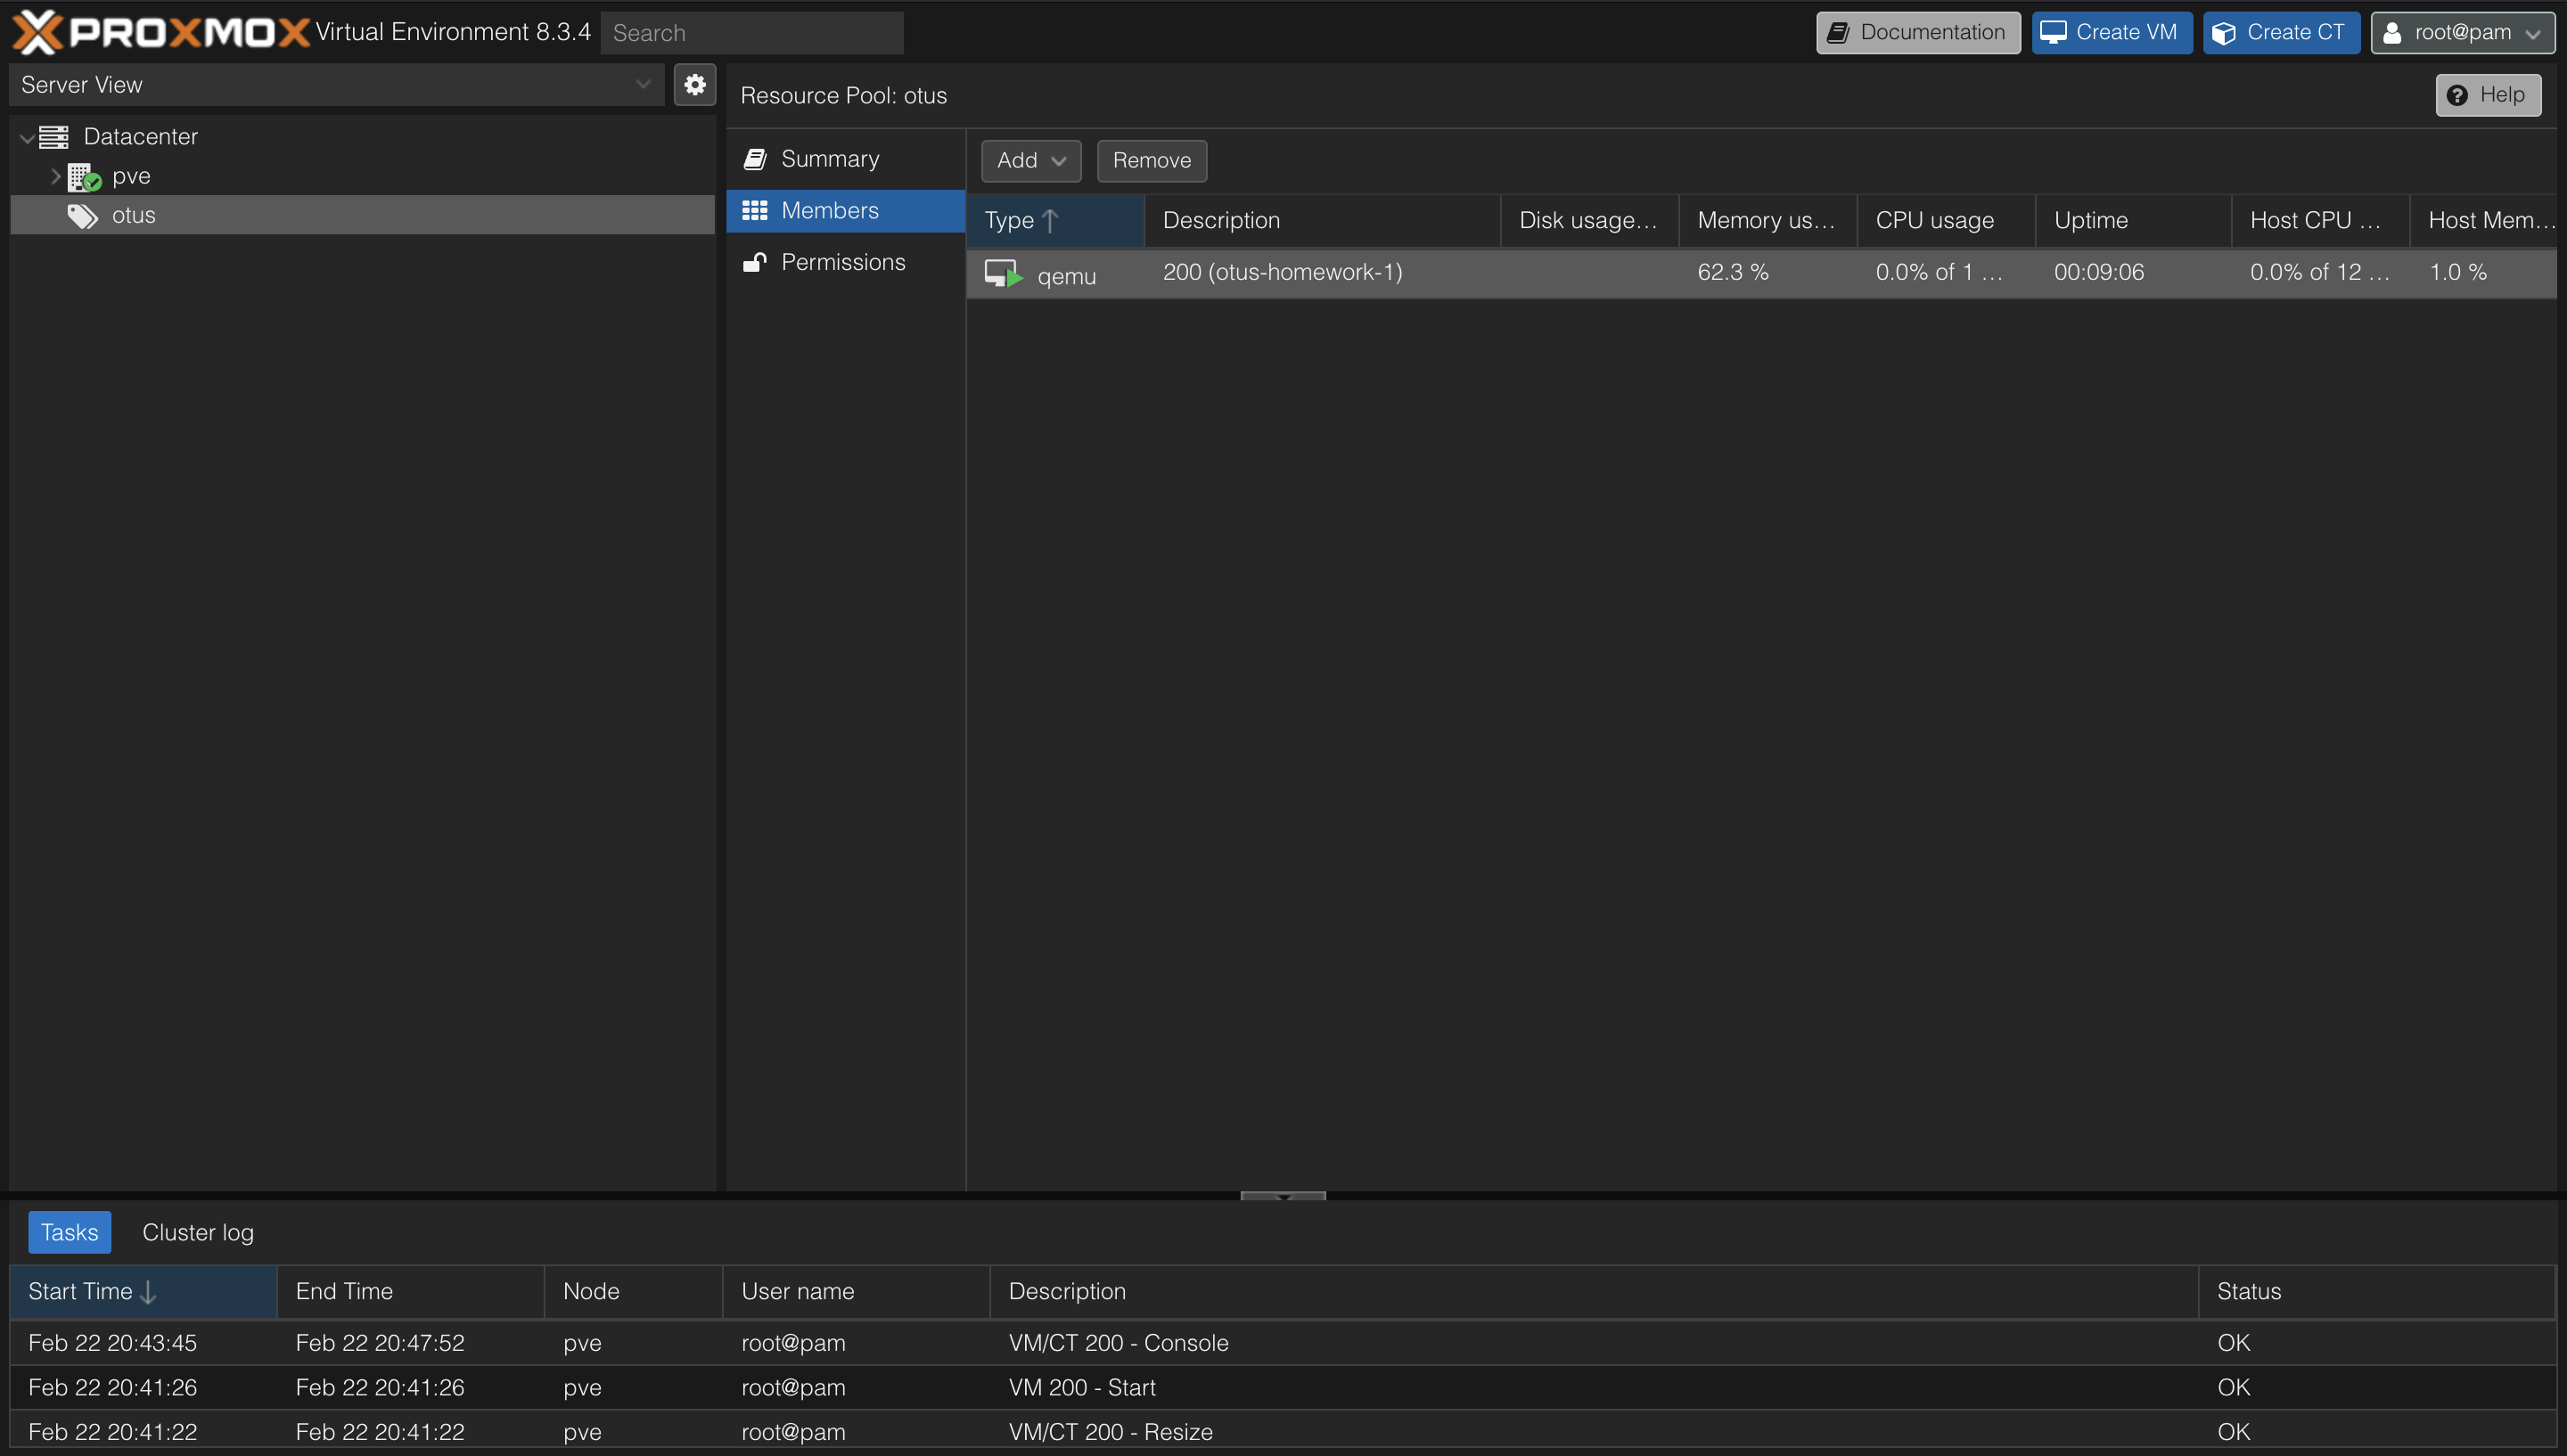 PROXMOX Virtual Environment 8.3.4 Search Documentation Create VM Create CT root@pam
Server View
Resource Pool: otus Help
Datacenter
pve
otus
Summary
Members
Permissions
Add Remove
Type Description Disk usage... Memory us... CPU usage Uptime Host CPU ... Host Mem...
qemu 200 (otus-homework-1) 62.3 % 0.0% of 1 ... 00:09:06 0.0% of 12 ... 1.0 %
Tasks Cluster log
Start Time End Time Node User name Description Status
Feb 22 20:43:45 Feb 22 20:47:52 pve root@pam VM/CT 200 - Console OK
Feb 22 20:41:26 Feb 22 20:41:26 pve root@pam VM 200 - Start OK
Feb 22 20:41:22 Feb 22 20:41:22 pve root@pam VM/CT 200 - Resize OK